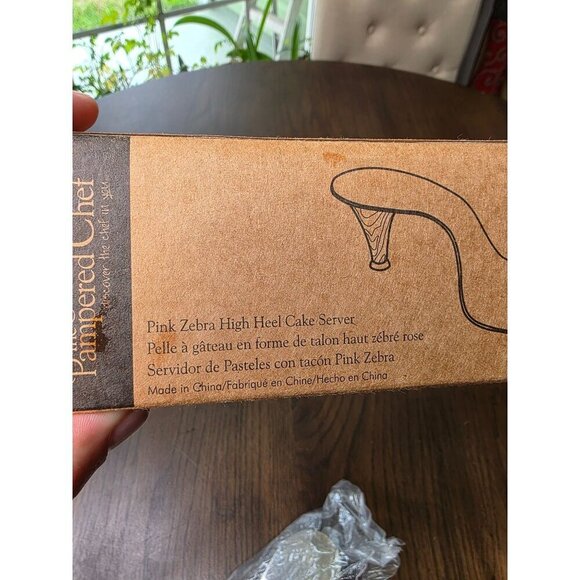 Pampered Chef
discover the chef in you
Pink Zebra High Heel Cake Server
Pelle à gâteau en forme de talon haut zébré rose
Servidor de Pasteles con tacón Pink Zebra
Made in China/Fabriqué en Chine/Hecho en China